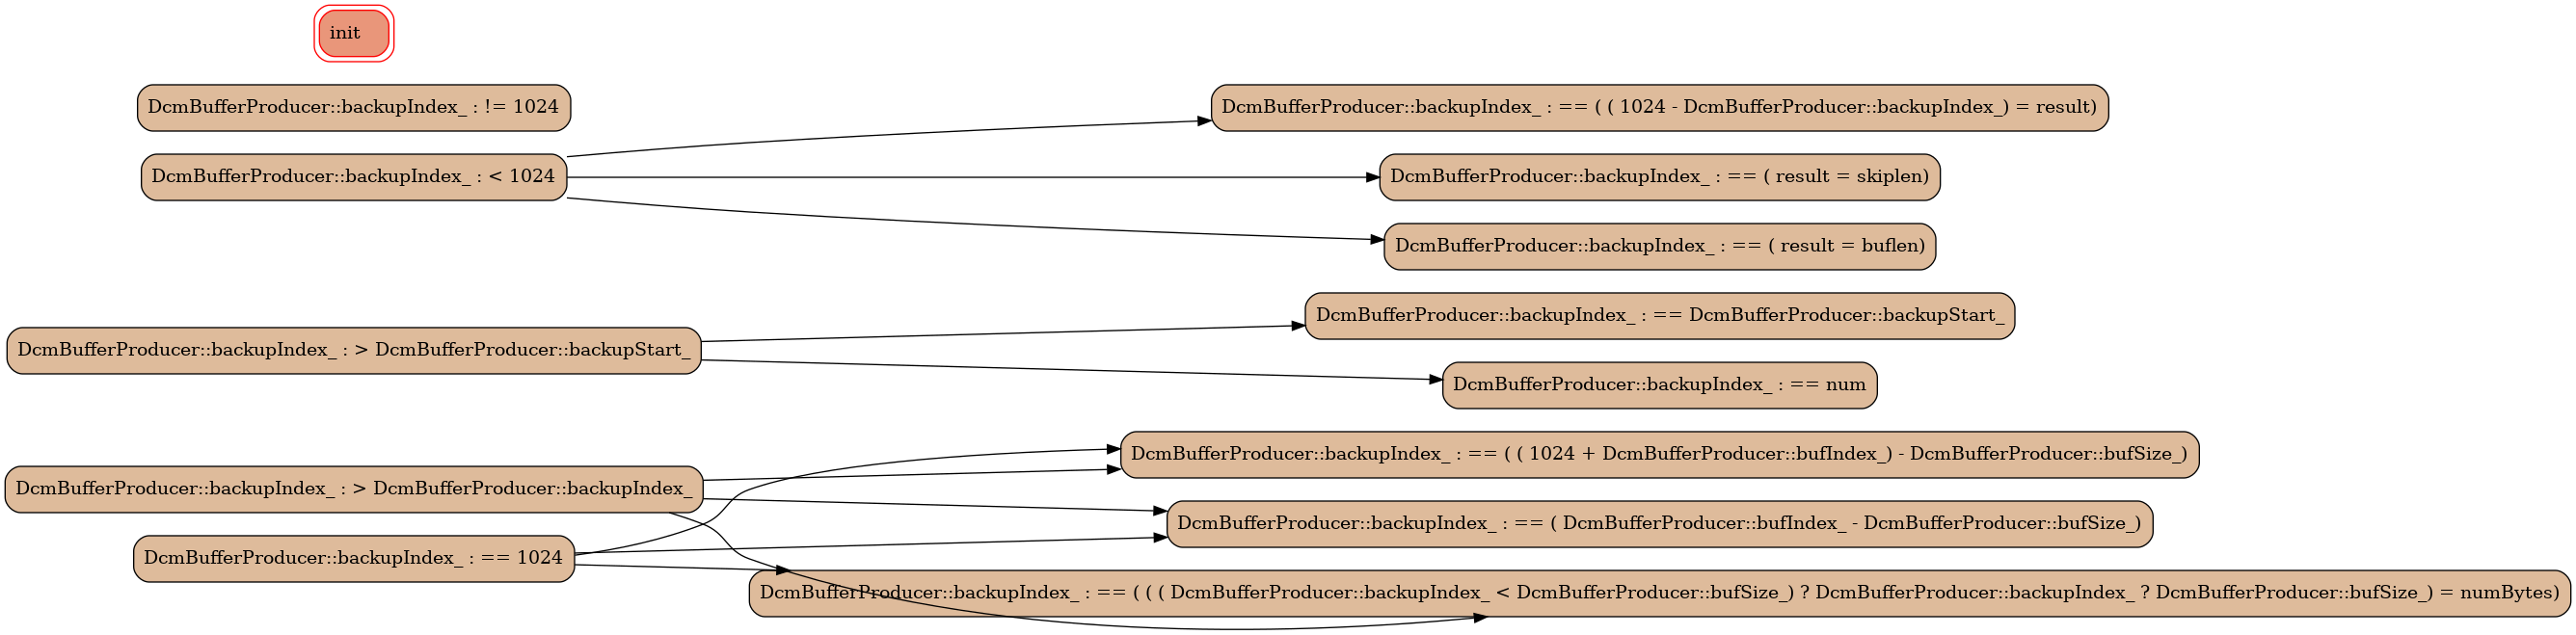 init
DcmBufferProducer::backupIndex_ : != 1024
DcmBufferProducer::backupIndex_ : == ( ( 1024 - DcmBufferProducer::backupIndex_) = result)
DcmBufferProducer::backupIndex_ : < 1024
DcmBufferProducer::backupIndex_ : == ( result = skiplen)
DcmBufferProducer::backupIndex_ : == ( result = buflen)
DcmBufferProducer::backupIndex_ : == DcmBufferProducer::backupStart_
DcmBufferProducer::backupIndex_ : > DcmBufferProducer::backupStart_
DcmBufferProducer::backupIndex_ : == num
DcmBufferProducer::backupIndex_ : == ( ( 1024 + DcmBufferProducer::bufIndex_) - DcmBufferProducer::bufSize_)
DcmBufferProducer::backupIndex_ : > DcmBufferProducer::backupIndex_
DcmBufferProducer::backupIndex_ : == ( DcmBufferProducer::bufIndex_ - DcmBufferProducer::bufSize_)
DcmBufferProducer::backupIndex_ : == 1024
DcmBufferProducer::backupIndex_ : == ( ( ( DcmBufferProducer::backupIndex_ < DcmBufferProducer::bufSize_) ? DcmBufferProducer::backupIndex_ ? DcmBufferProducer::bufSize_) = numBytes)